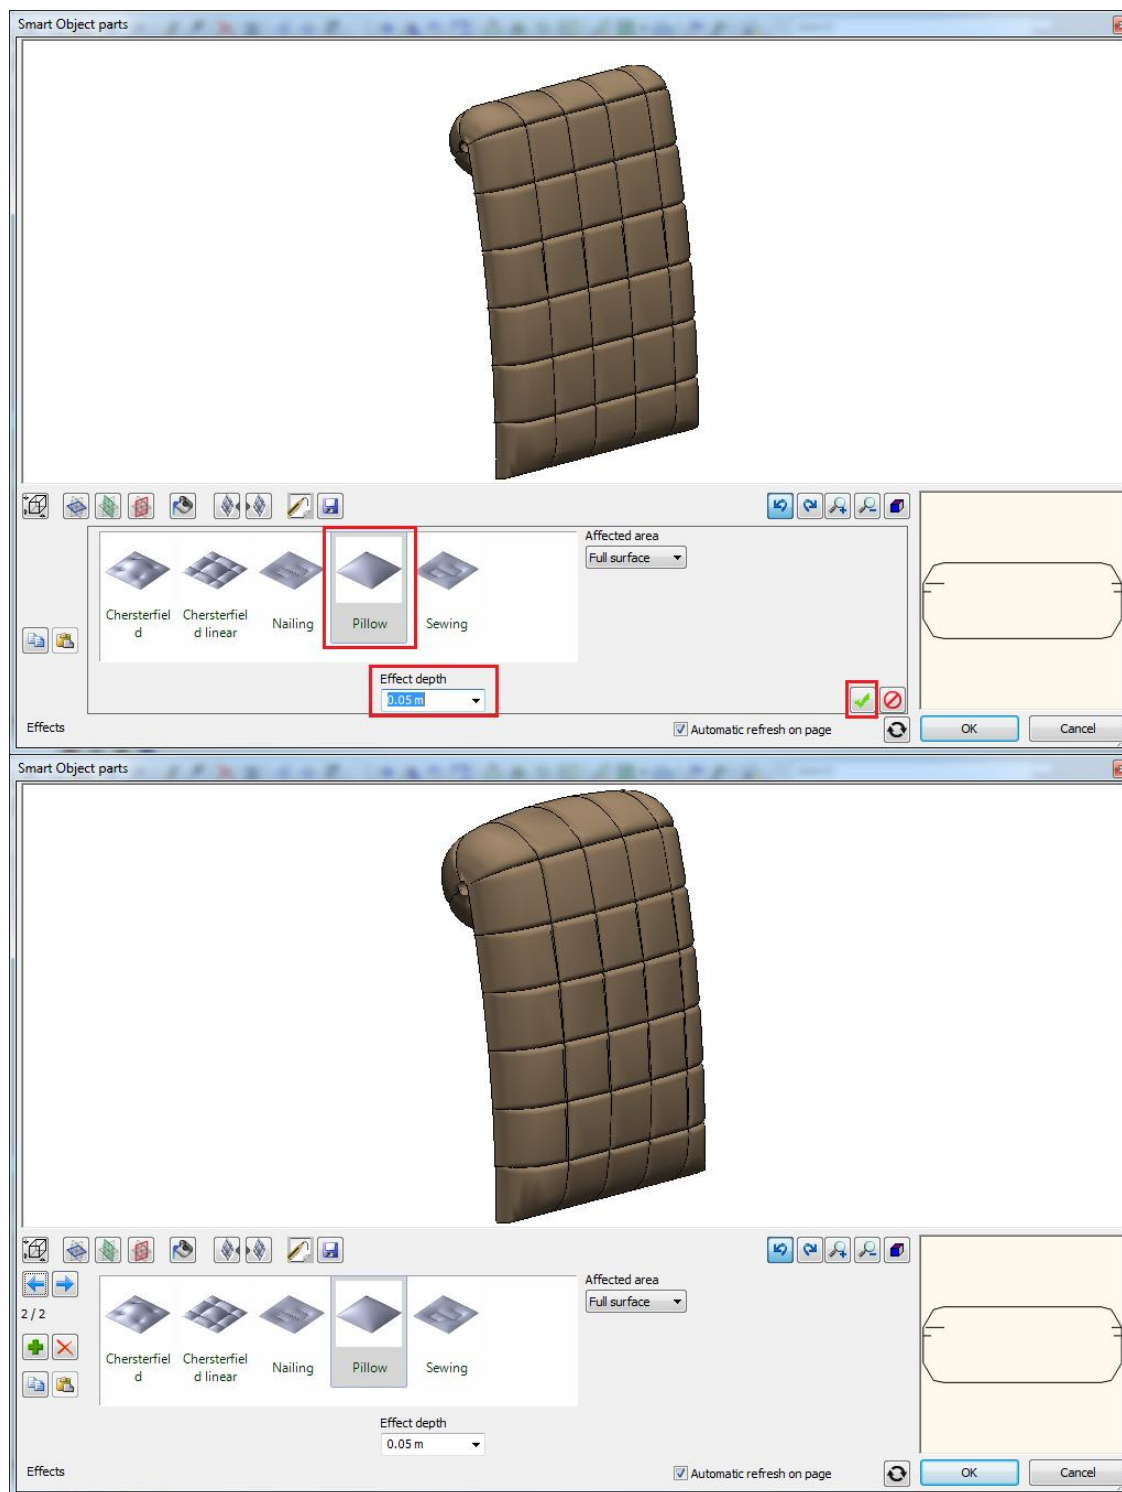 Smart Object parts
Affected area
Full surface
Chersterfiel
d
Chersterfiel
d linear
Nailing
Pillow
Sewing
Effect depth
0.05 m
Effects
Automatic refresh on page
OK
Cancel
Smart Object parts
Affected area
Full surface
2 / 2
Chersterfiel
d
Chersterfiel
d linear
Nailing
Pillow
Sewing
Effect depth
0.05 m
Effects
Automatic refresh on page
OK
Cancel